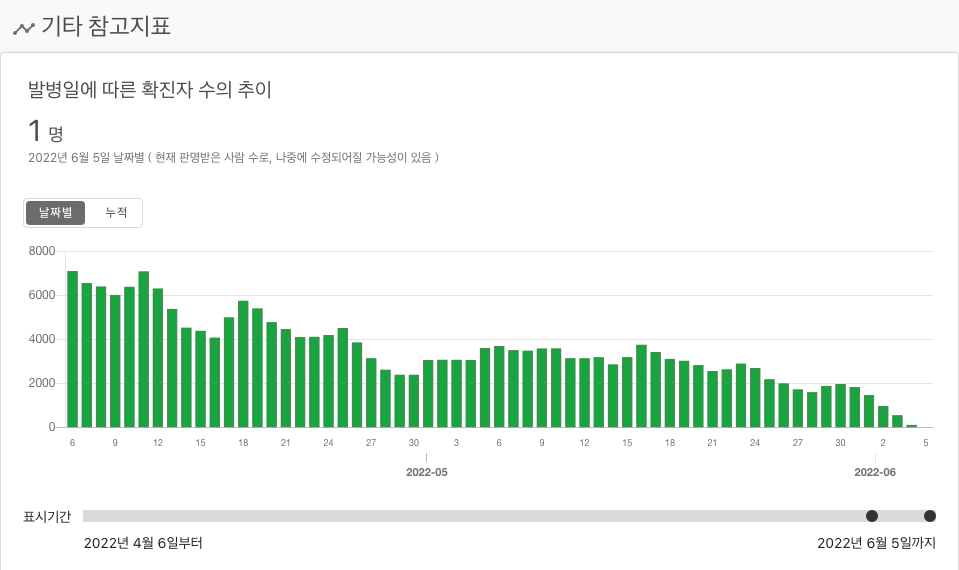 기타 참고지표
발병일에 따른 확진자 수의 추이
1 명
2022년 6월 5일 날짜별 ( 현재 판명받은 사람 수로, 나중에 수정되어질 가능성이 있음 )
날짜별 누적
8000
6000
4000
2000
0
6 9 12 15 18 21 24 27 30 3 6 9 12 15 18 21 24 27 30 2 5
2022-05 2022-06
표시기간
2022년 4월 6일부터 2022년 6월 5일까지